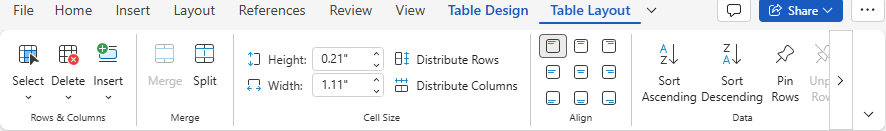 File Home Insert Layout References Review View Table Design Table Layout Share
Select Delete Insert
Rows & Columns
Merge Split
Merge
Height: 0.21" Distribute Rows
Width: 1.11" Distribute Columns
Cell Size
Align
A Z Sort Ascending
Z A Sort Descending
Pin Rows
Data